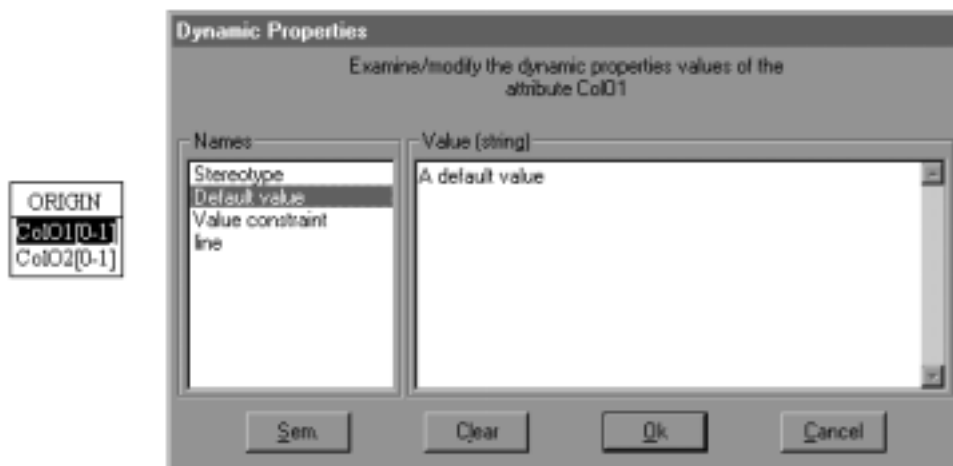 Dynamic Properties
Examine/modify the dynamic properties values of the
attribute ColO1
Names
Value (string)
Stereotype
Default value
Value constraint
line
A default value
ORIGIN
ColO1[0-1]
ColO2[0-1]
Sem.
Clear
Ok
Cancel